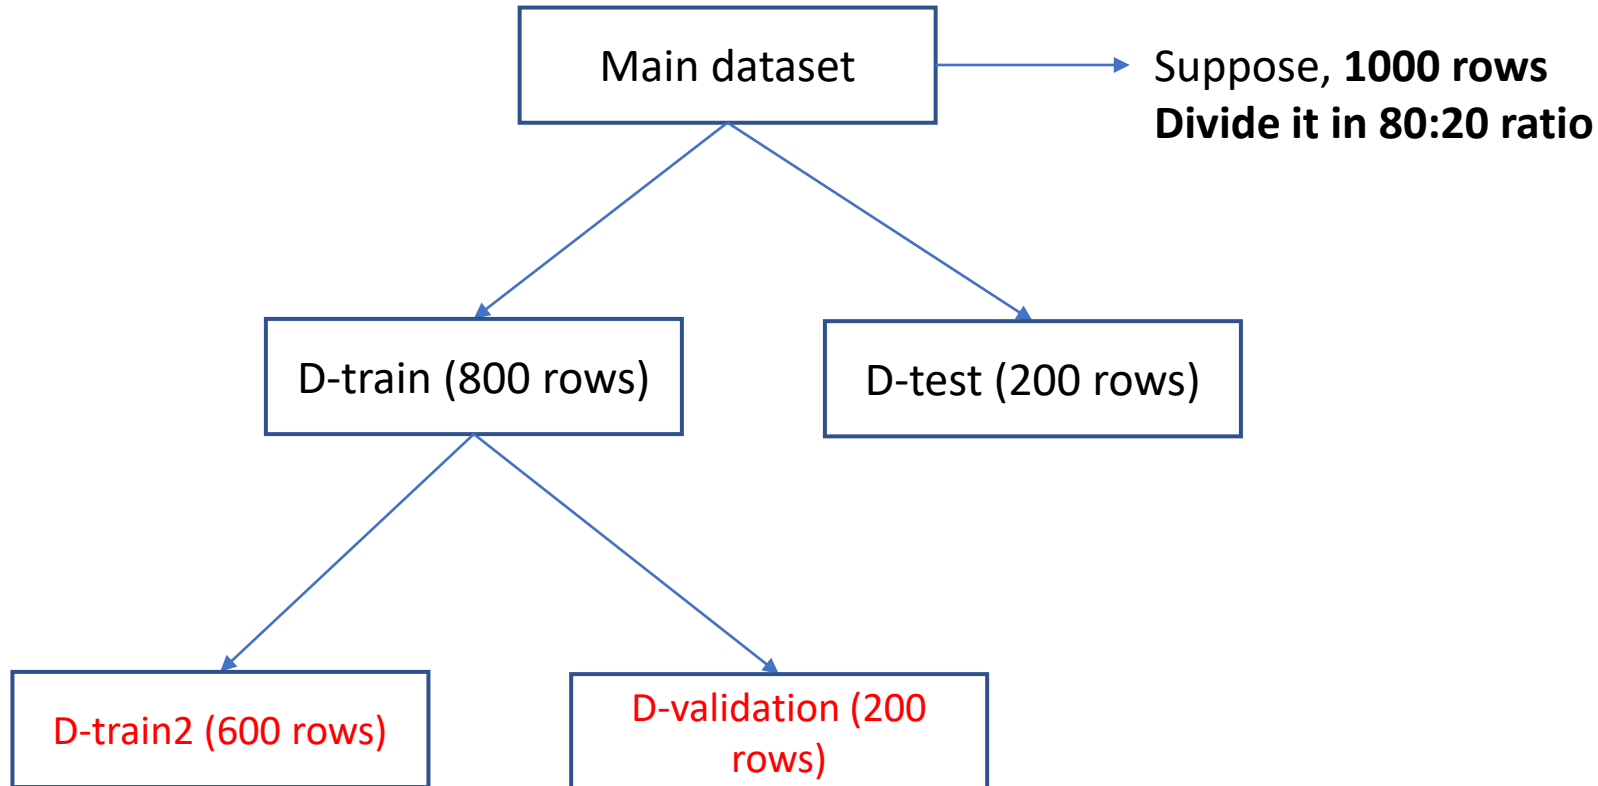 Main dataset
Suppose, 1000 rows
Divide it in 80:20 ratio
D-train (800 rows)
D-test (200 rows)
D-train2 (600 rows)
D-validation (200
rows)